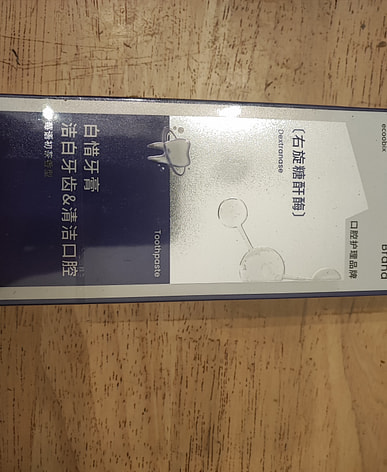 ecoobix
Brand
口腔护理品牌
〔右旋糖酐酶〕
Dextranase
Toothpaste
白惜牙膏
洁白牙齿&清洁口腔